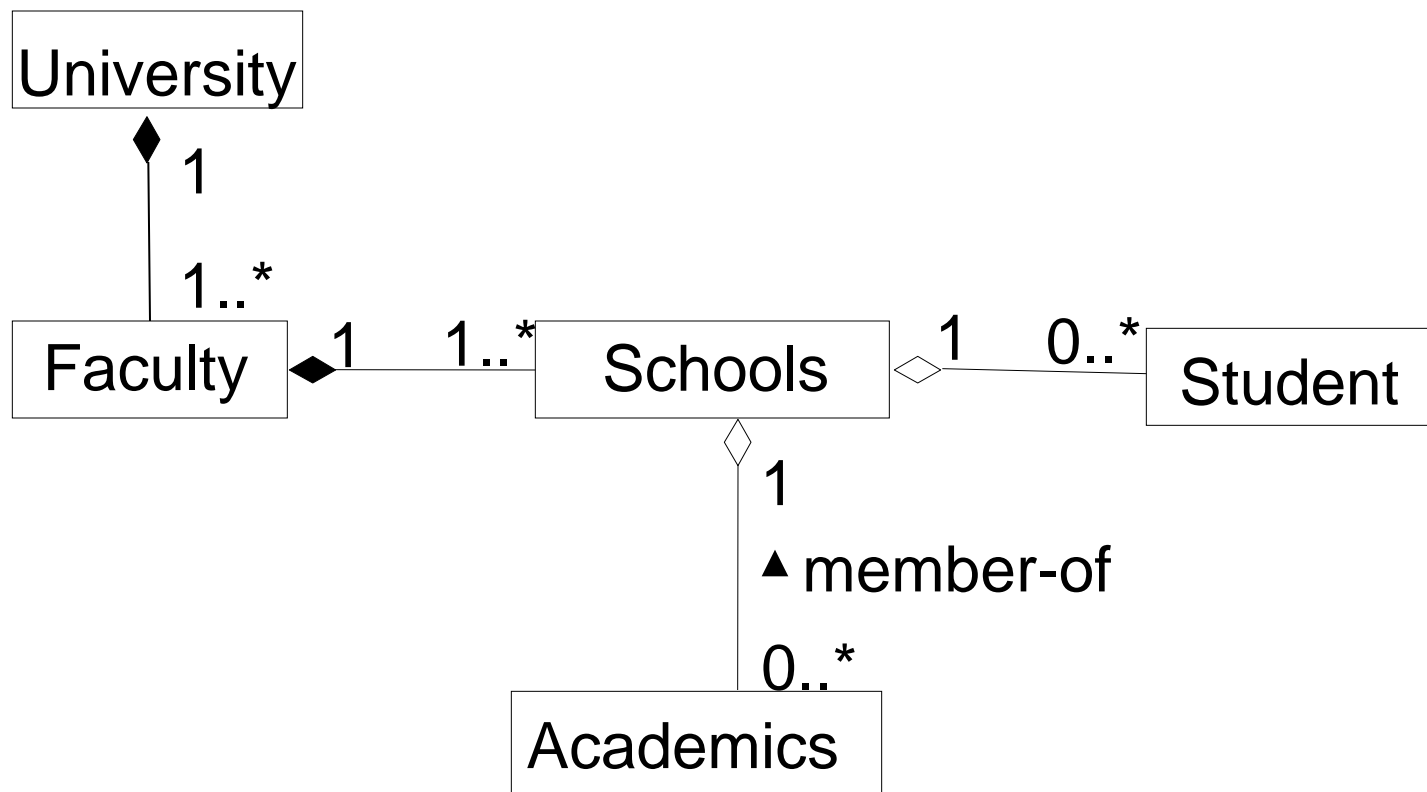 University
1
1..*
Faculty
1
1..*
Schools
1
0..*
Student
1
▲ member-of
0..*
Academics